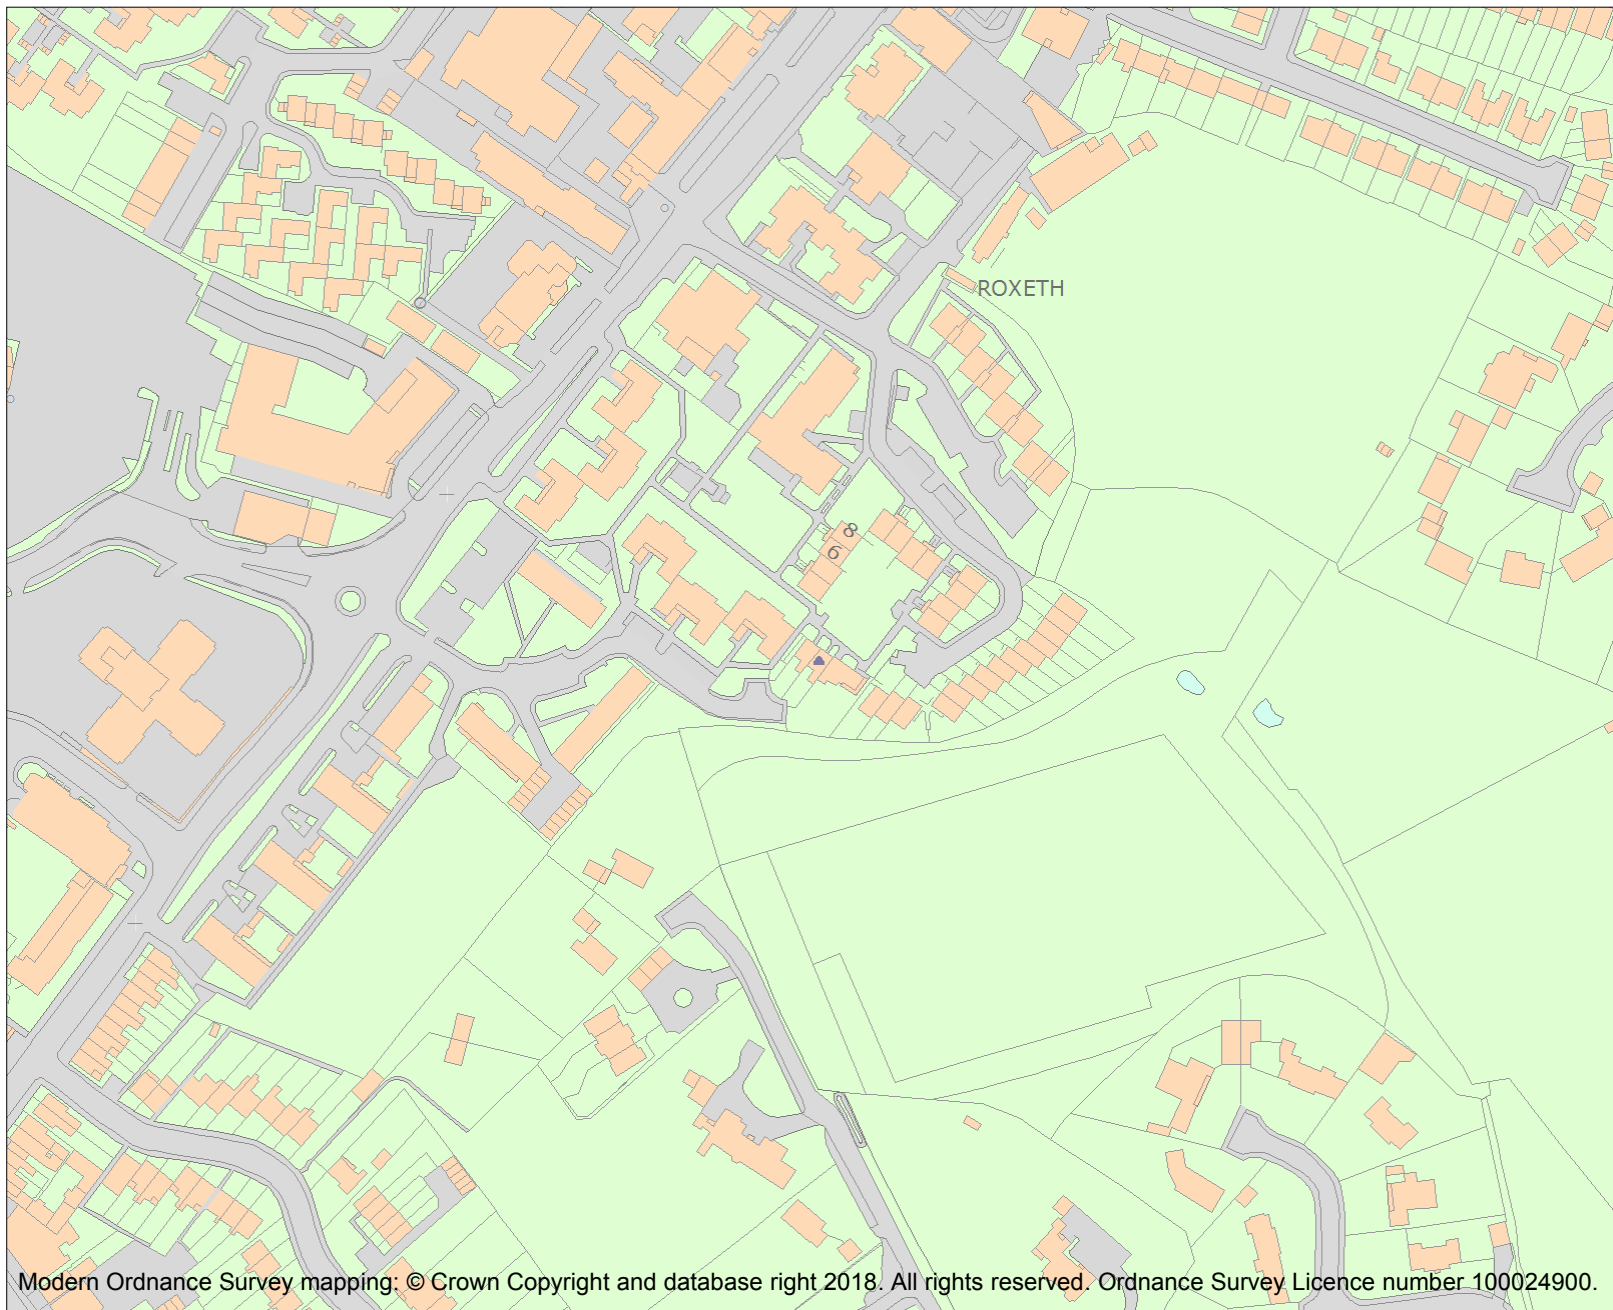 ROXETH
8
6
Modern Ordnance Survey mapping: © Crown Copyright and database right 2018. All rights reserved. Ordnance Survey Licence number 100024900.